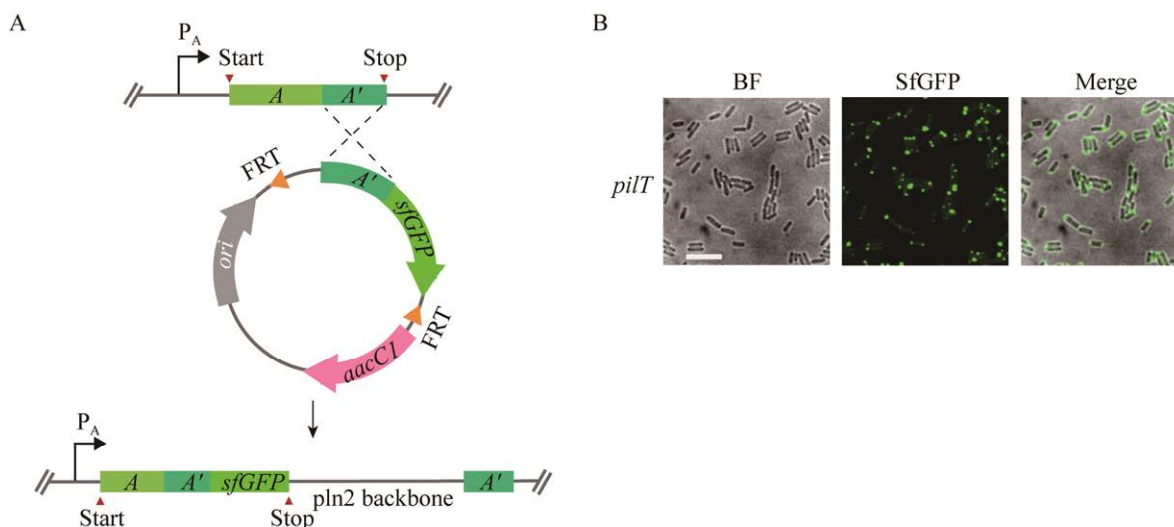 A
P_A
Start
Stop
A
A'
FRT
A'
sfGFP
ori
FRT
aacC1
P_A
A
A'
sfGFP
A'
pln2 backbone
Start
Stop
B
BF
SfGFP
Merge
pilT